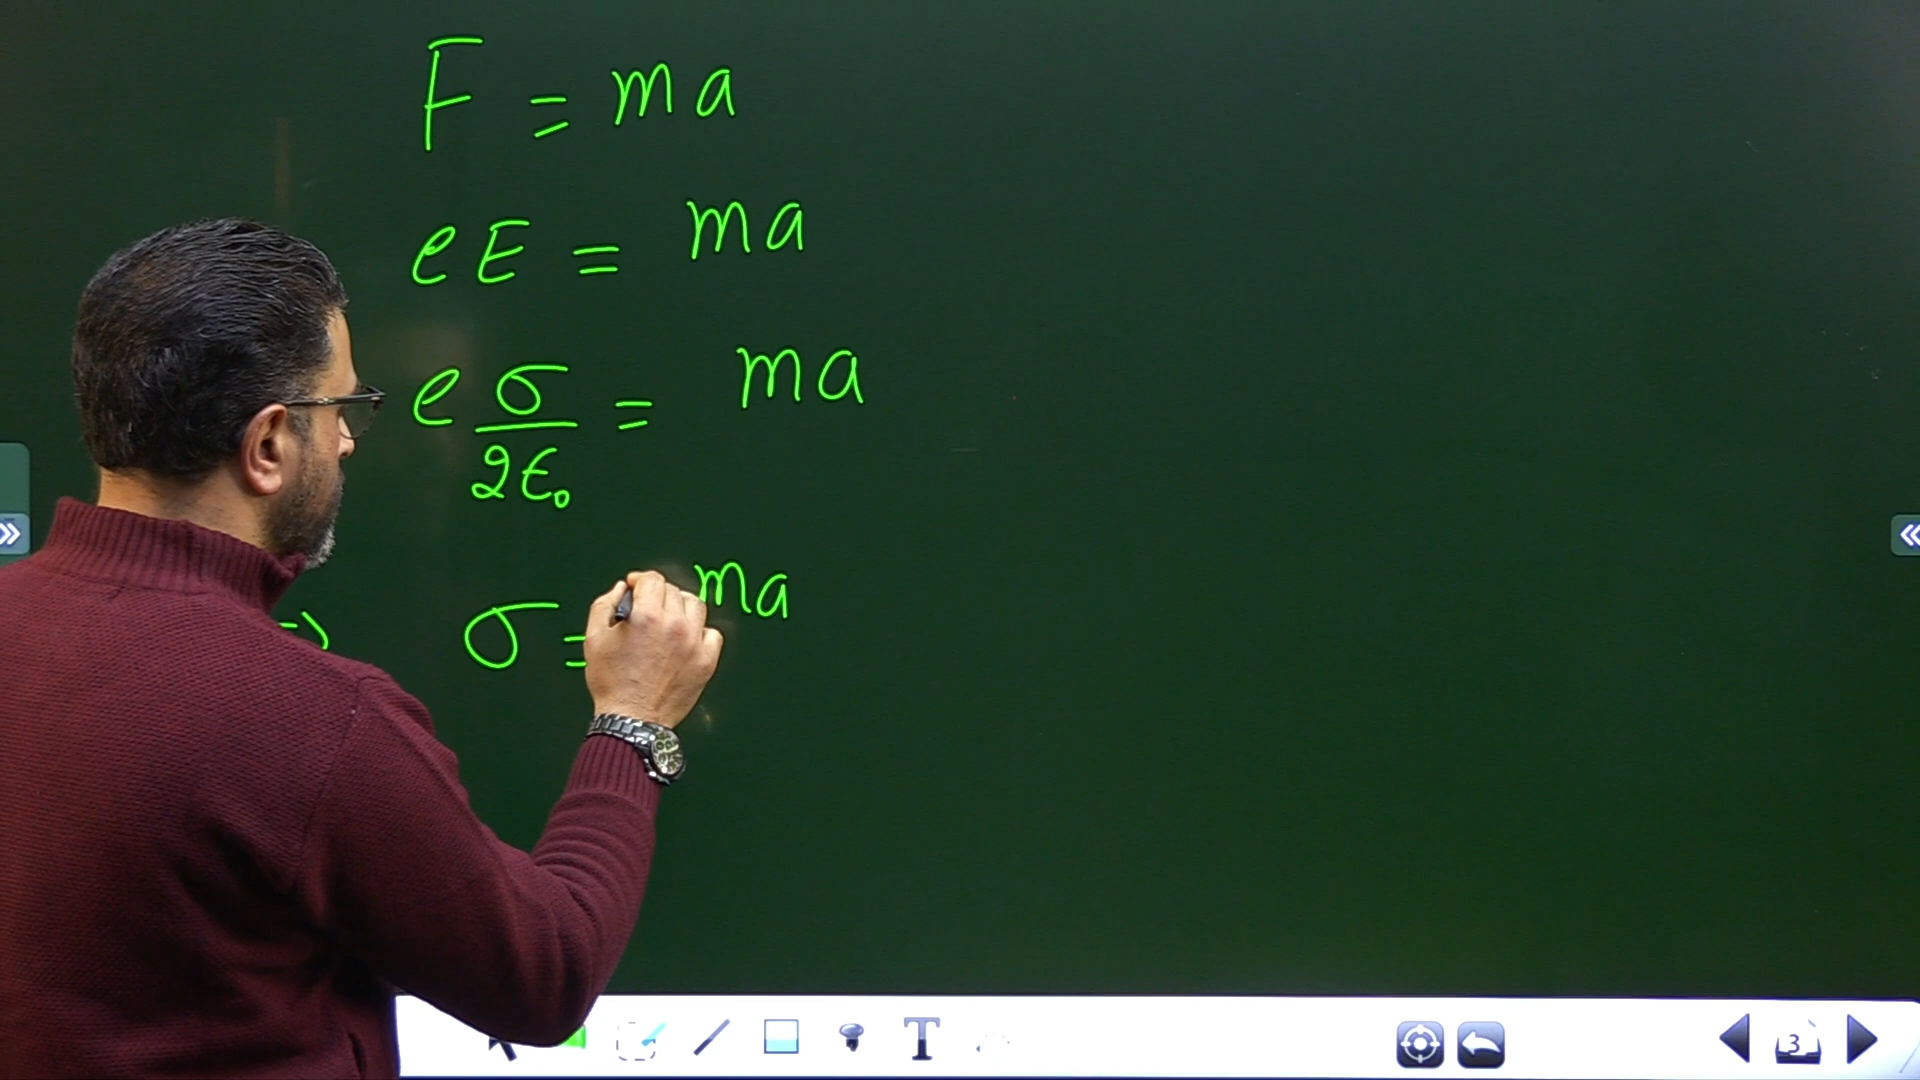 F = ma
eE = ma
e σ/2ε₀ = ma
⇒ σ = ma
T
3